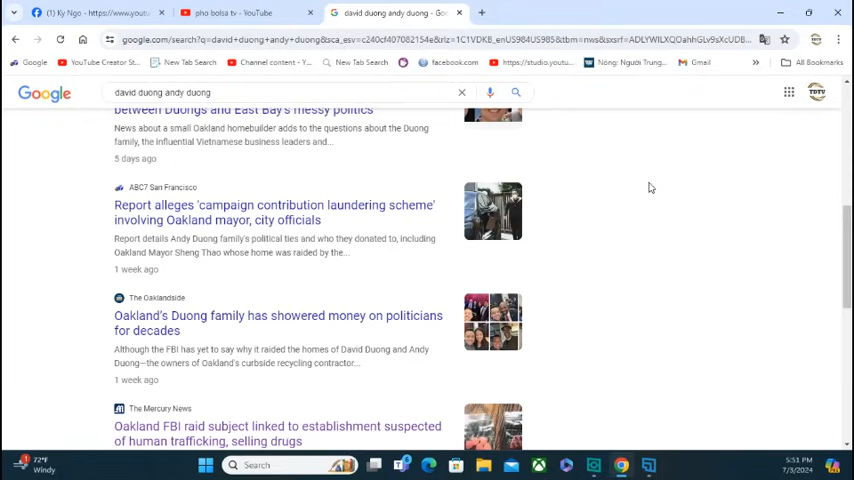 Ky Ngo - https://www.youtu
pho bolsa tv - YouTube
david duong andy duong - Goo
google.com/search?q=david+duong+andy+duong&sca_esv=c240cf407082154e&rlz=1C1VDKB_enUS984US985&tbm=nws&sxsrf=ADLYWILXQOahhGLv9sXcUDB...
Google
YouTube Creator St...
New Tab Search
Channel content - Y...
New Tab Search
facebook.com
https://studio.youtu...
Nóng: Người Trung...
Gmail
All Bookmarks
Google
david duong andy duong
TDTV
between Duongs and East Bay's messy politics
News about a small Oakland homebuilder adds to the questions about the Duong
family, the influential Vietnamese business leaders and...
5 days ago
ABC7 San Francisco
Report alleges 'campaign contribution laundering scheme'
involving Oakland mayor, city officials
Report details Andy Duong family's political ties and who they donated to, including
Oakland Mayor Sheng Thao whose home was raided by the...
1 week ago
The Oaklandside
Oakland's Duong family has showered money on politicians
for decades
Although the FBI has yet to say why it raided the homes of David Duong and Andy
Duong—the owners of Oakland's curbside recycling contractor...
1 week ago
The Mercury News
Oakland FBI raid subject linked to establishment suspected
of human trafficking, selling drugs
72°F
Windy
Search
5:51 PM
7/3/2024